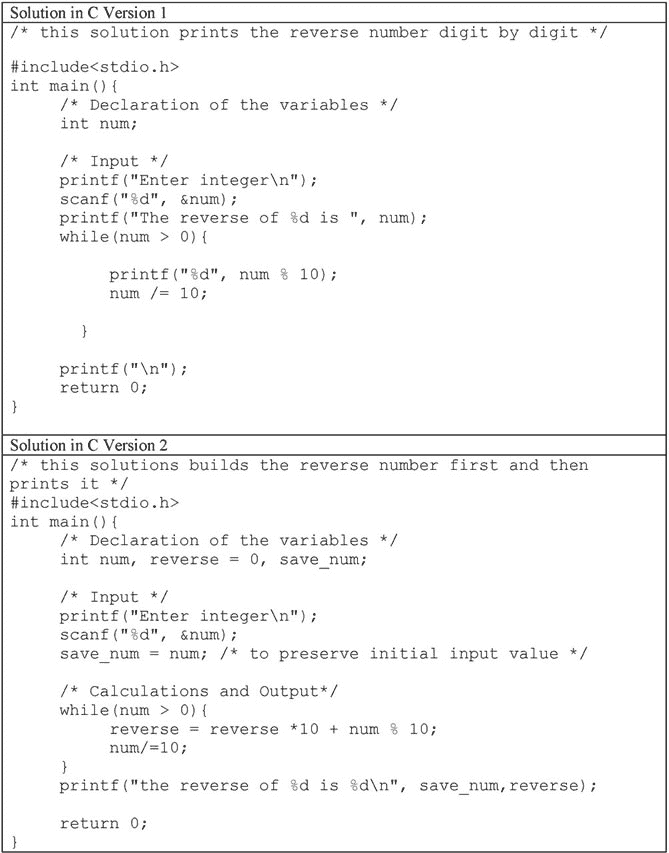 Solution in C Version 1
/* this solution prints the reverse number digit by digit */
#include<stdio.h>
int main(){
/* Declaration of the variables */
int num;
/* Input */
printf("Enter integer\n");
scanf("%d", &num);
printf("The reverse of %d is ", num);
while(num > 0){
printf("%d", num % 10);
num /= 10;
}
printf("\n");
return 0;
}
Solution in C Version 2
/* this solutions builds the reverse number first and then
prints it */
#include<stdio.h>
int main(){
/* Declaration of the variables */
int num, reverse = 0, save_num;
/* Input */
printf("Enter integer\n");
scanf("%d", &num);
save_num = num; /* to preserve initial input value */
/* Calculations and Output*/
while(num > 0){
reverse = reverse *10 + num % 10;
num/=10;
}
printf("the reverse of %d is %d\n", save_num,reverse);
return 0;
}